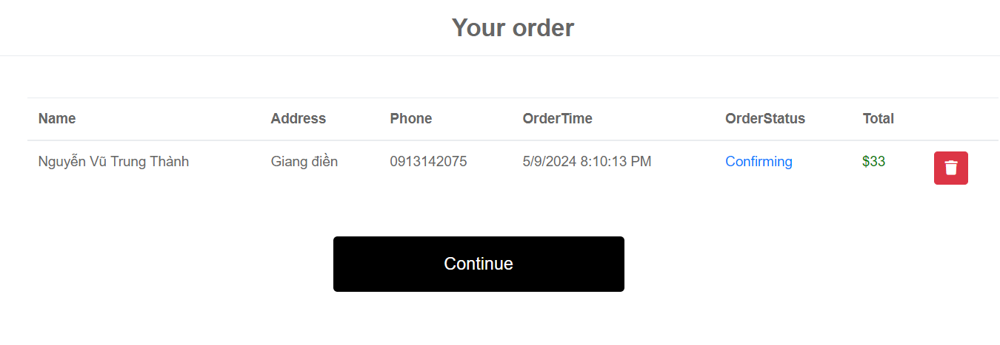 Your order
Name Address Phone OrderTime OrderStatus Total
Nguyễn Vũ Trung Thành Giang điền 0913142075 5/9/2024 8:10:13 PM Confirming $33
Continue